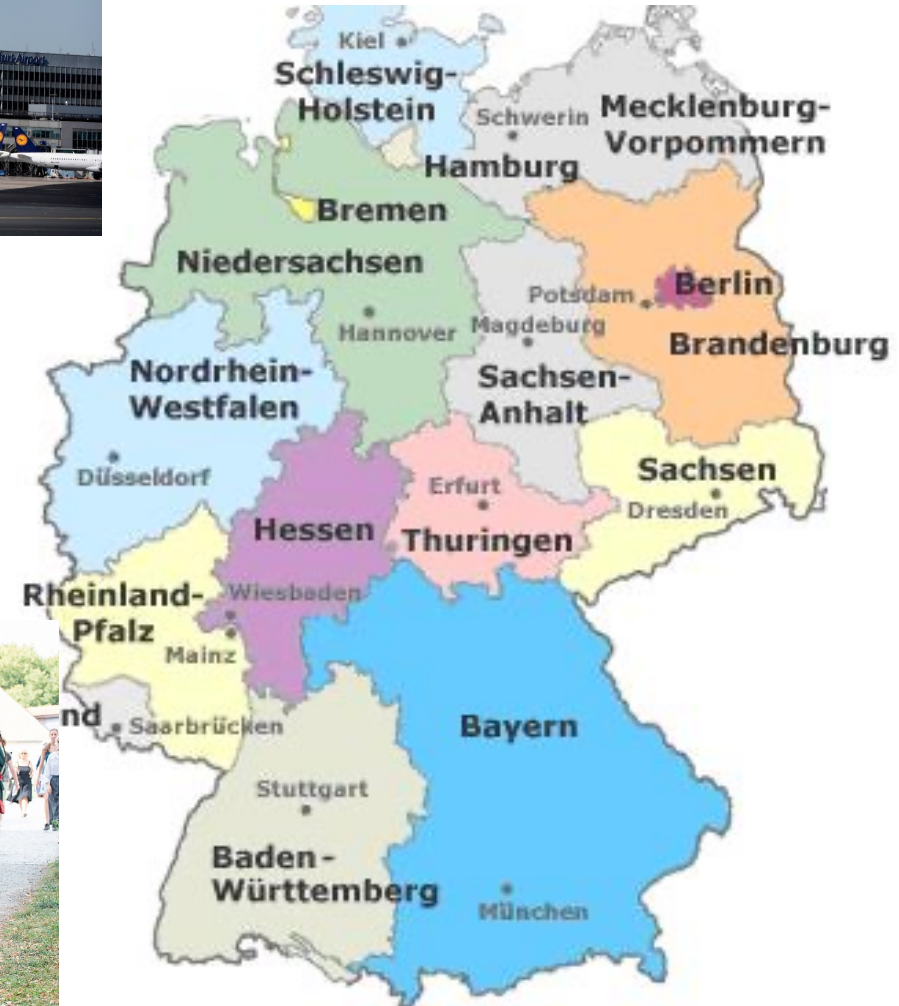 Kiel
Schleswig-
Holstein
Schwerin
Mecklenburg-
Vorpommern
Hamburg
Bremen
Niedersachsen
Potsdam
Berlin
Hannover
Magdeburg
Brandenburg
Nordrhein-
Westfalen
Sachsen-
Anhalt
Düsseldorf
Sachsen
Erfurt
Dresden
Hessen
Thuringen
Rheinland-
Pfalz
Wiesbaden
Mainz
nd
Saarbrücken
Bayern
Stuttgart
Baden-
Württemberg
München